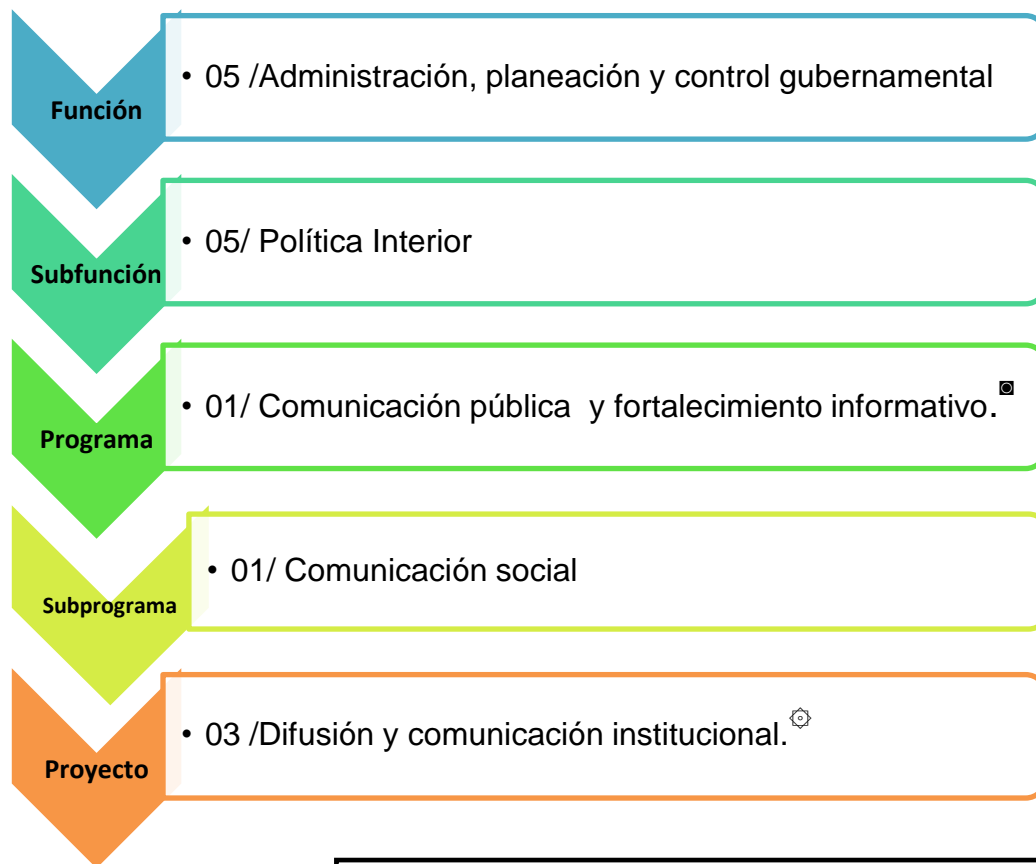 Función
• 05 /Administración, planeación y control gubernamental
Subfunción
• 05/ Política Interior
Programa
• 01/ Comunicación pública  y fortalecimiento informativo.◙
Subprograma
• 01/ Comunicación social
Proyecto
• 03 /Difusión y comunicación institucional.۞